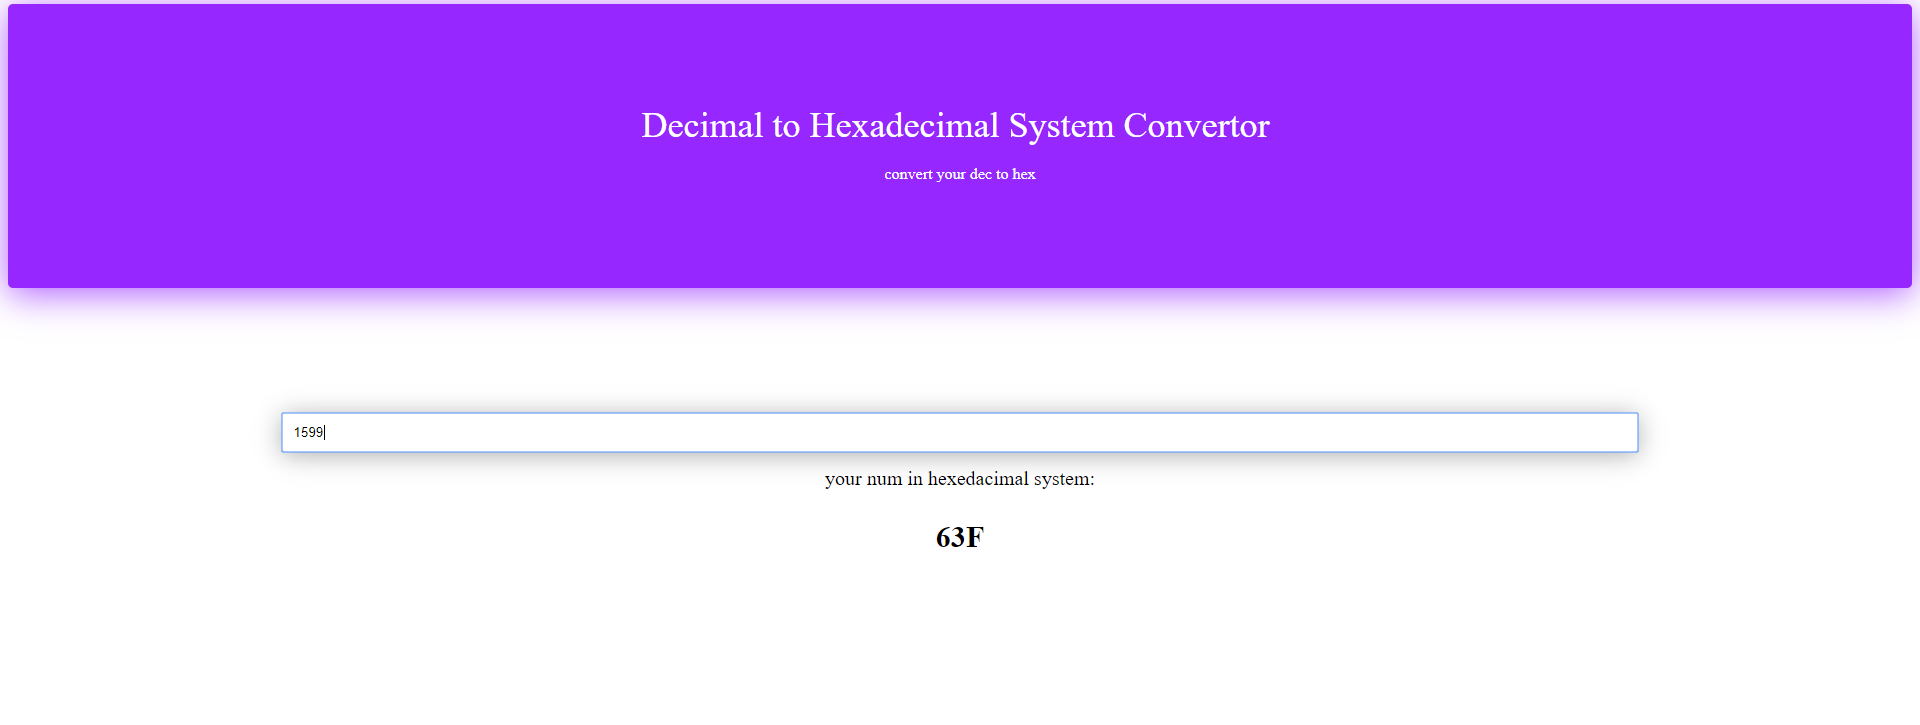 Decimal to Hexadecimal System Convertor
convert your dec to hex
1599
your num in hexedacimal system:
63F